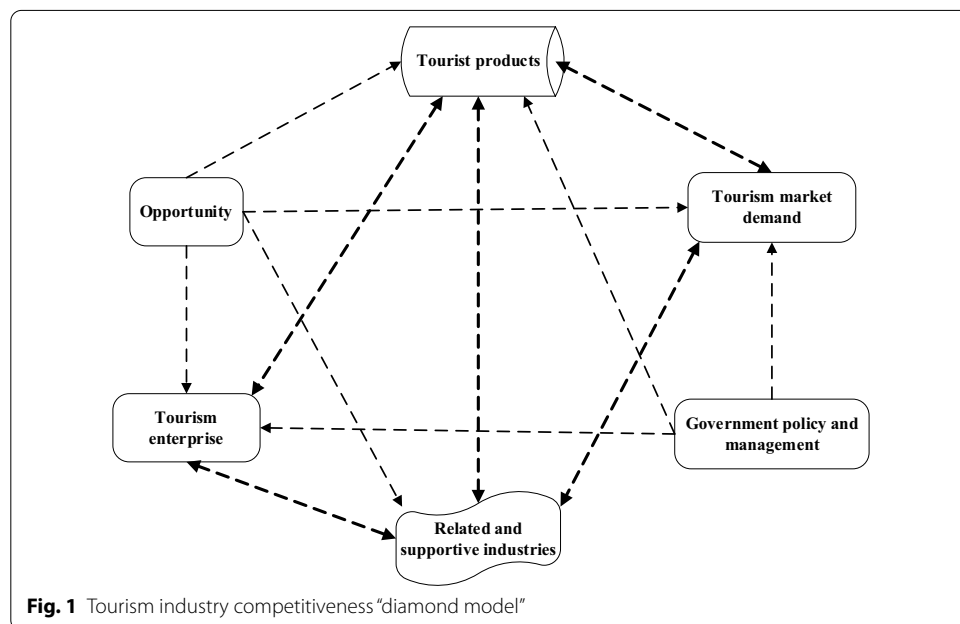 Tourist products
Opportunity
Tourism market
demand
Tourism
enterprise
Government policy and
management
Related and
supportive industries
Fig. 1 Tourism industry competitiveness “diamond model”